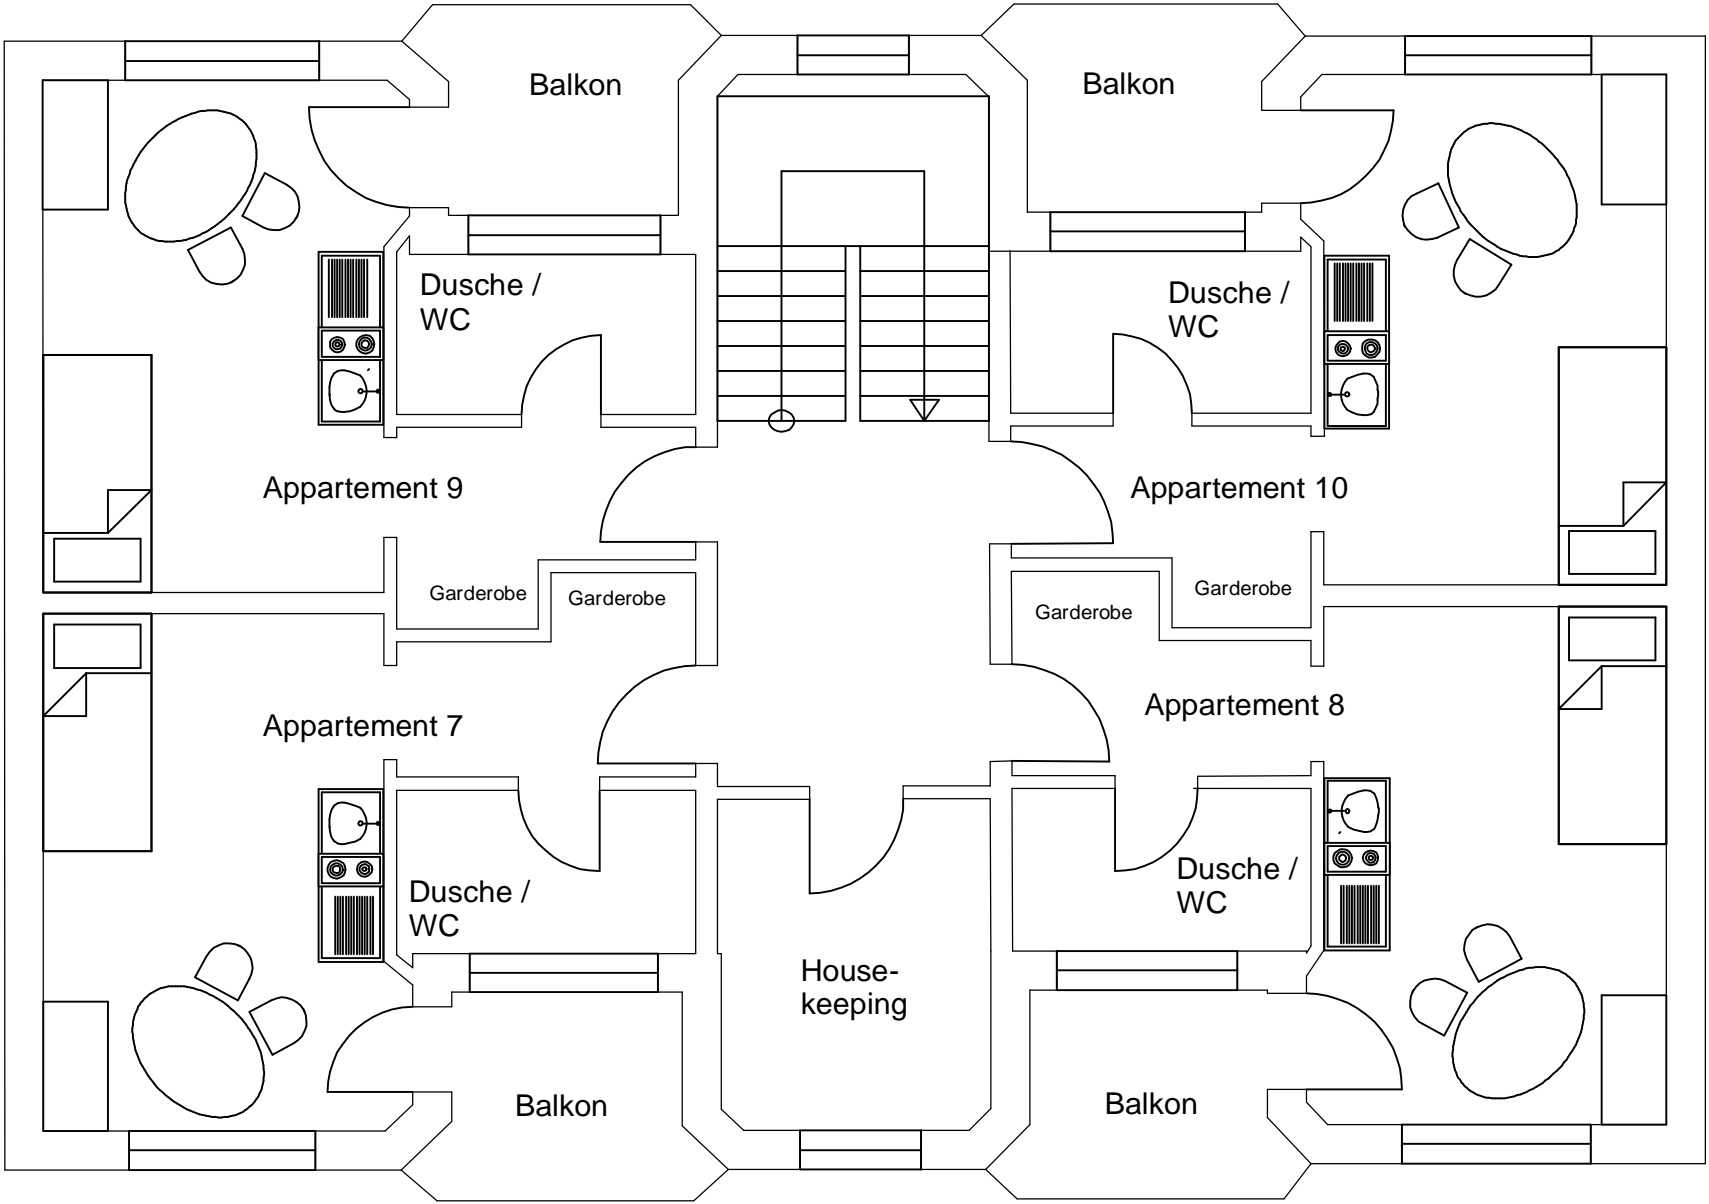 Balkon
Balkon
Dusche /
WC
Dusche /
WC
Appartement 9
Appartement 10
Garderobe
Garderobe
Garderobe
Garderobe
Appartement 7
Appartement 8
Dusche /
WC
Dusche /
WC
House-
keeping
Balkon
Balkon